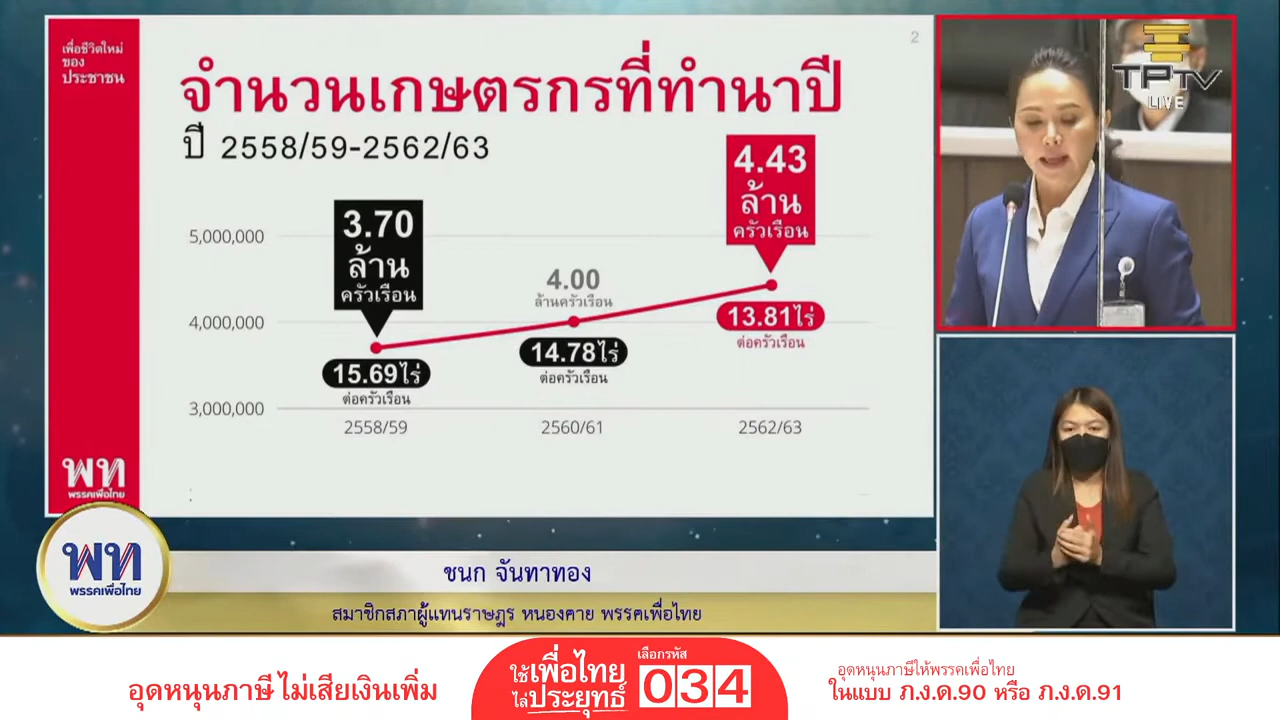 เพื่อชีวิตใหม่
ของ
ประชาชน
2
จำนวนเกษตรกรที่ทำนาปี
ปี 2558/59-2562/63
5,000,000
4,000,000
3,000,000
3.70
ล้าน
ครัวเรือน
15.69ไร่
ต่อครัวเรือน
4.00
ล้านครัวเรือน
14.78ไร่
ต่อครัวเรือน
4.43
ล้าน
ครัวเรือน
13.81ไร่
ต่อครัวเรือน
2558/59
2560/61
2562/63
พท
พรรคเพื่อไทย
TPTV
LIVE
พท
พรรคเพื่อไทย
ชนก จันทาทอง
สมาชิกสภาผู้แทนราษฎร หนองคาย พรรคเพื่อไทย
อุดหนุนภาษี ไม่เสียเงินเพิ่ม
ใช้เพื่อไทย
ไล่ประยุทธ์
เลือกรหัส
034
อุดหนุนภาษีให้พรรคเพื่อไทย
ในแบบ ภ.ง.ด.90 หรือ ภ.ง.ด.91